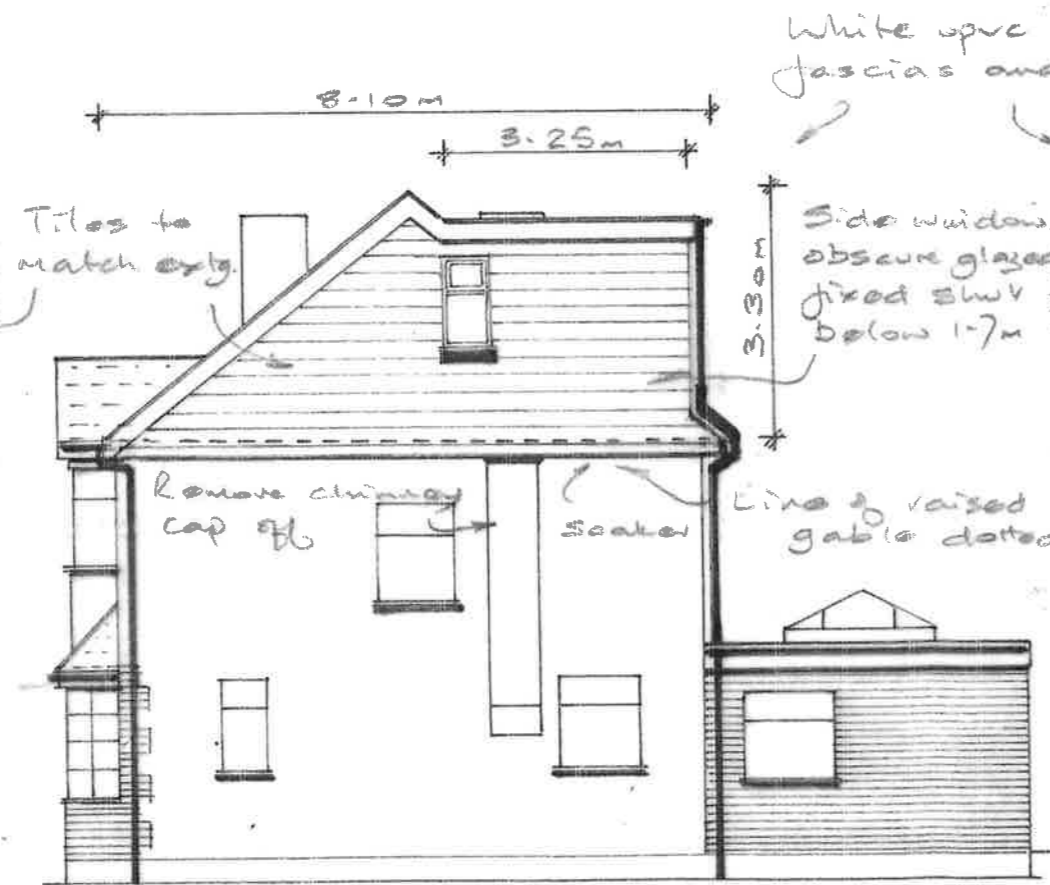 White upvc
fascias and
8.10m
3.25m
Tiles to
match extg.
3.30m
Side window
obscure glazed
fixed shut
below 1.7m
Remove chimney
cap off
soaker
Line of raised
gable dotted